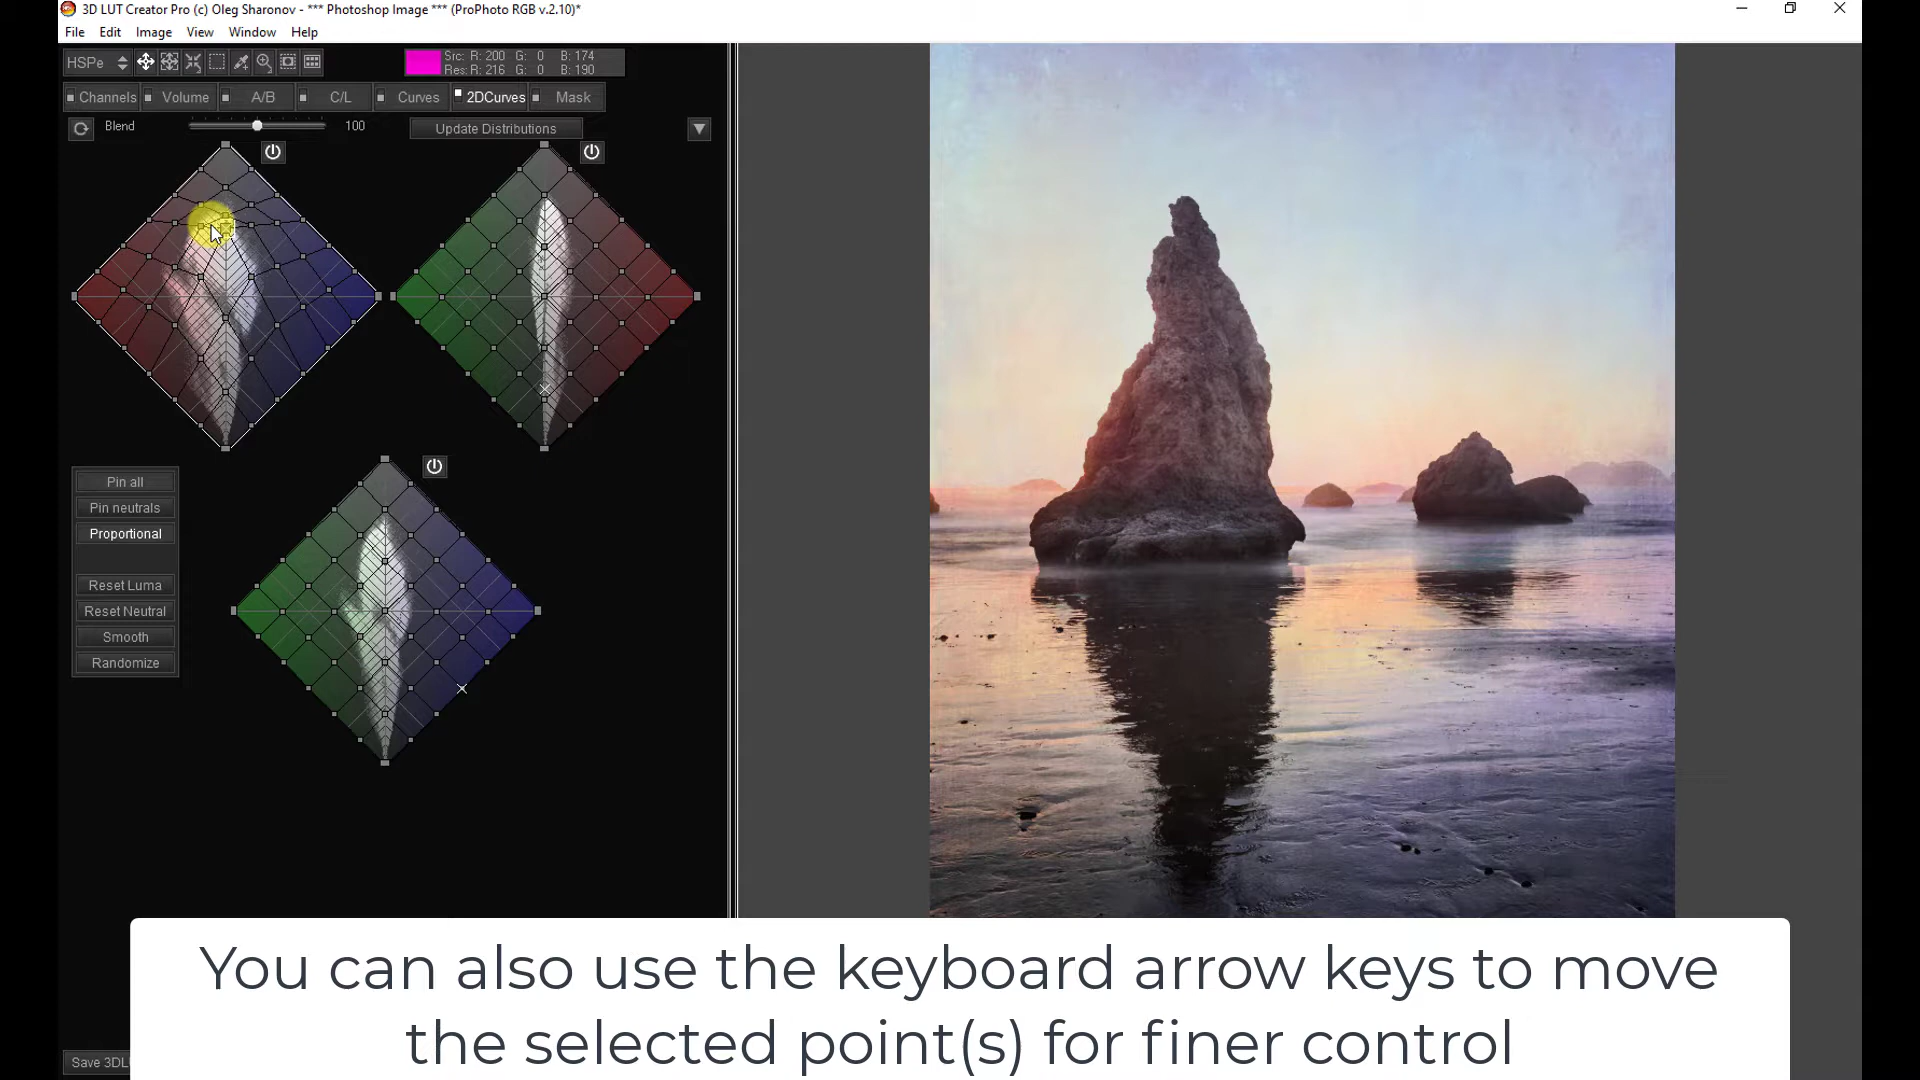 3D LUT Creator Pro (c) Oleg Sharonov - *** Photoshop Image *** (ProPhoto RGB v.2.10)*
File Edit Image View Window Help
HSPe
Src: R: 200 G: 0 B: 174
Res: R: 216 G: 0 B: 190
Channels Volume A/B C/L Curves 2DCurves Mask
Blend 100 Update Distributions
Pin all
Pin neutrals
Proportional
Reset Luma
Reset Neutral
Smooth
Randomize
You can also use the keyboard arrow keys to move
the selected point(s) for finer control
Save 3DL